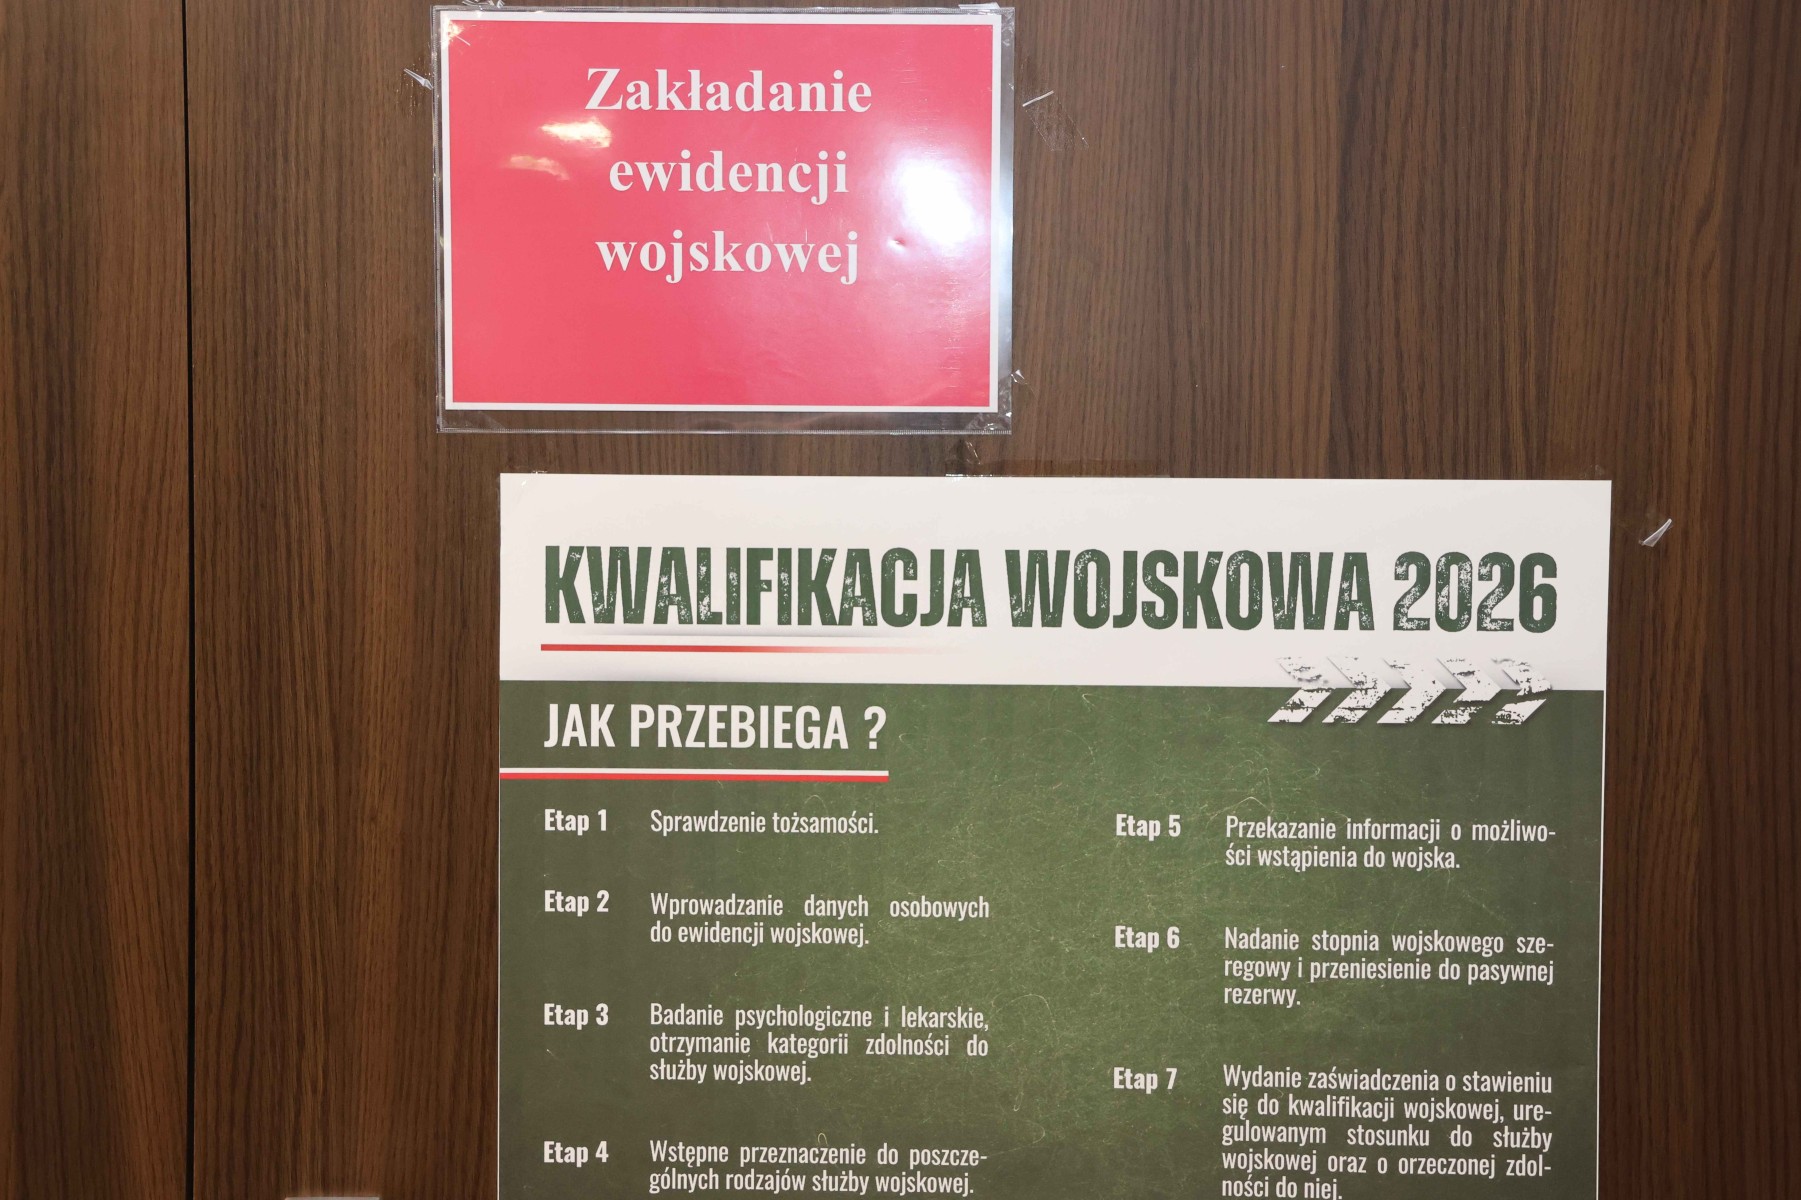 Zakładanie
ewidencji
wojskowej
KWALIFIKACJA WOJSKOWA 2026
JAK PRZEBIEGA ?
Etap 1 Sprawdzenie tożsamości.
Etap 2 Wprowadzanie danych osobowych
do ewidencji wojskowej.
Etap 3 Badanie psychologiczne i lekarskie,
otrzymanie kategorii zdolności do
służby wojskowej.
Etap 4 Wstępne przeznaczenie do poszcze-
gólnych rodzajów służby wojskowej.
Etap 5 Przekazanie informacji o możliwo-
ści wstąpienia do wojska.
Etap 6 Nadanie stopnia wojskowego sze-
regowy i przeniesienie do pasywnej
rezerwy.
Etap 7 Wydanie zaświadczenia o stawieniu
się do kwalifikacji wojskowej, ure-
gulowanym stosunku do służby
wojskowej oraz o orzeczonej zdol-
ności do niej.